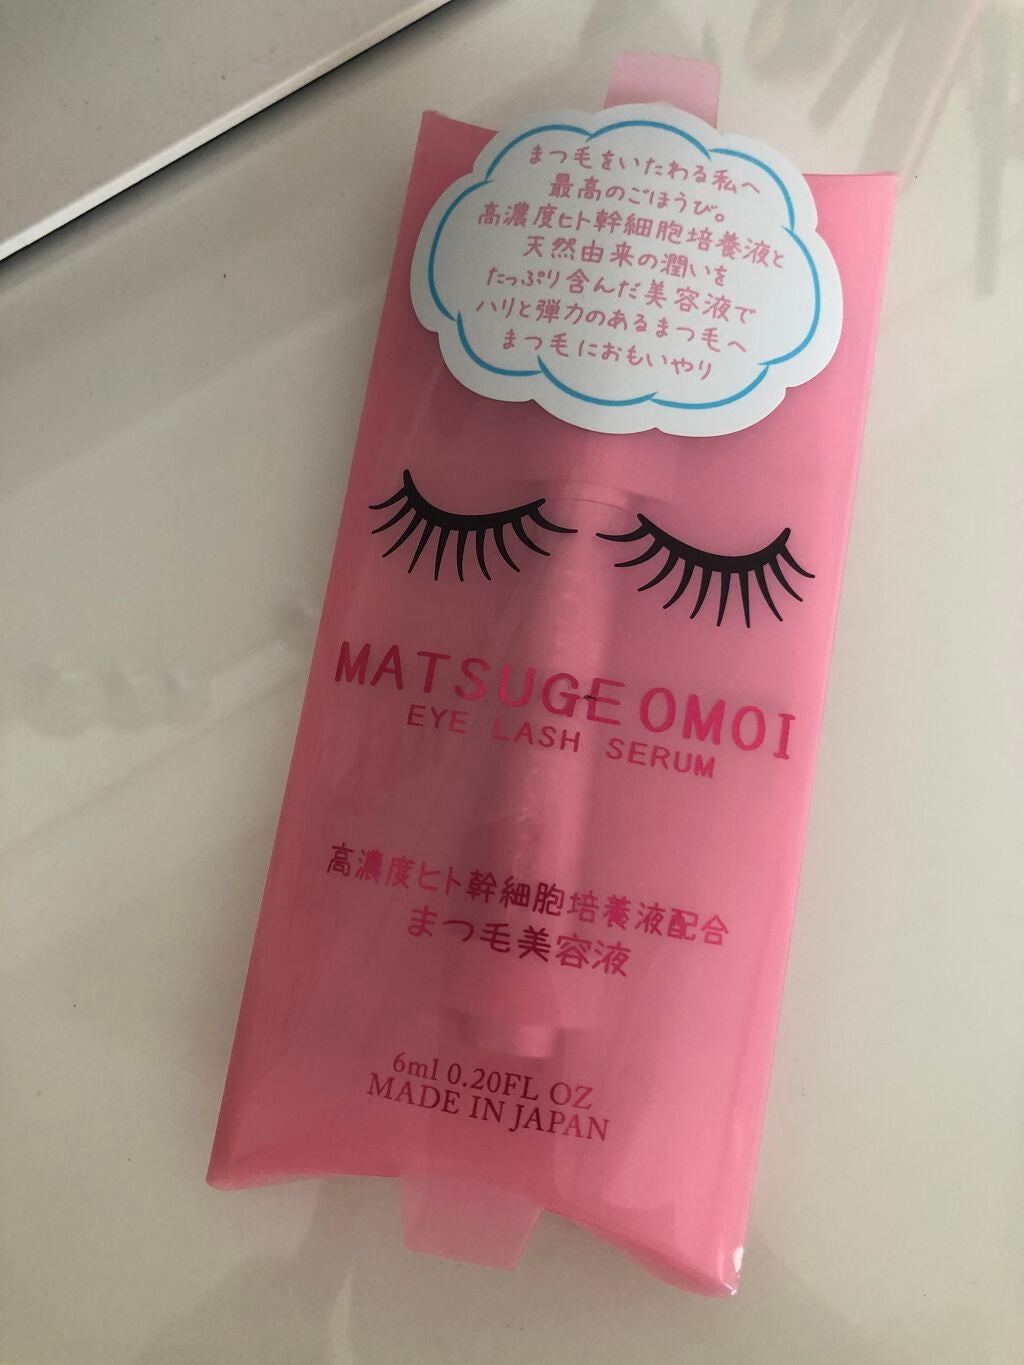 まつ毛をいたわる私へ
最高のごほうび。
高濃度ヒト幹細胞培養液と
天然由来の潤いを
たっぷり含んだ美容液で
ハリと弾力のあるまつ毛へ
まつ毛におもいやり
MATSUGE OMOI
EYE LASH SERUM
高濃度ヒト幹細胞培養液配合
まつ毛美容液
6ml 0.20FL OZ
MADE IN JAPAN